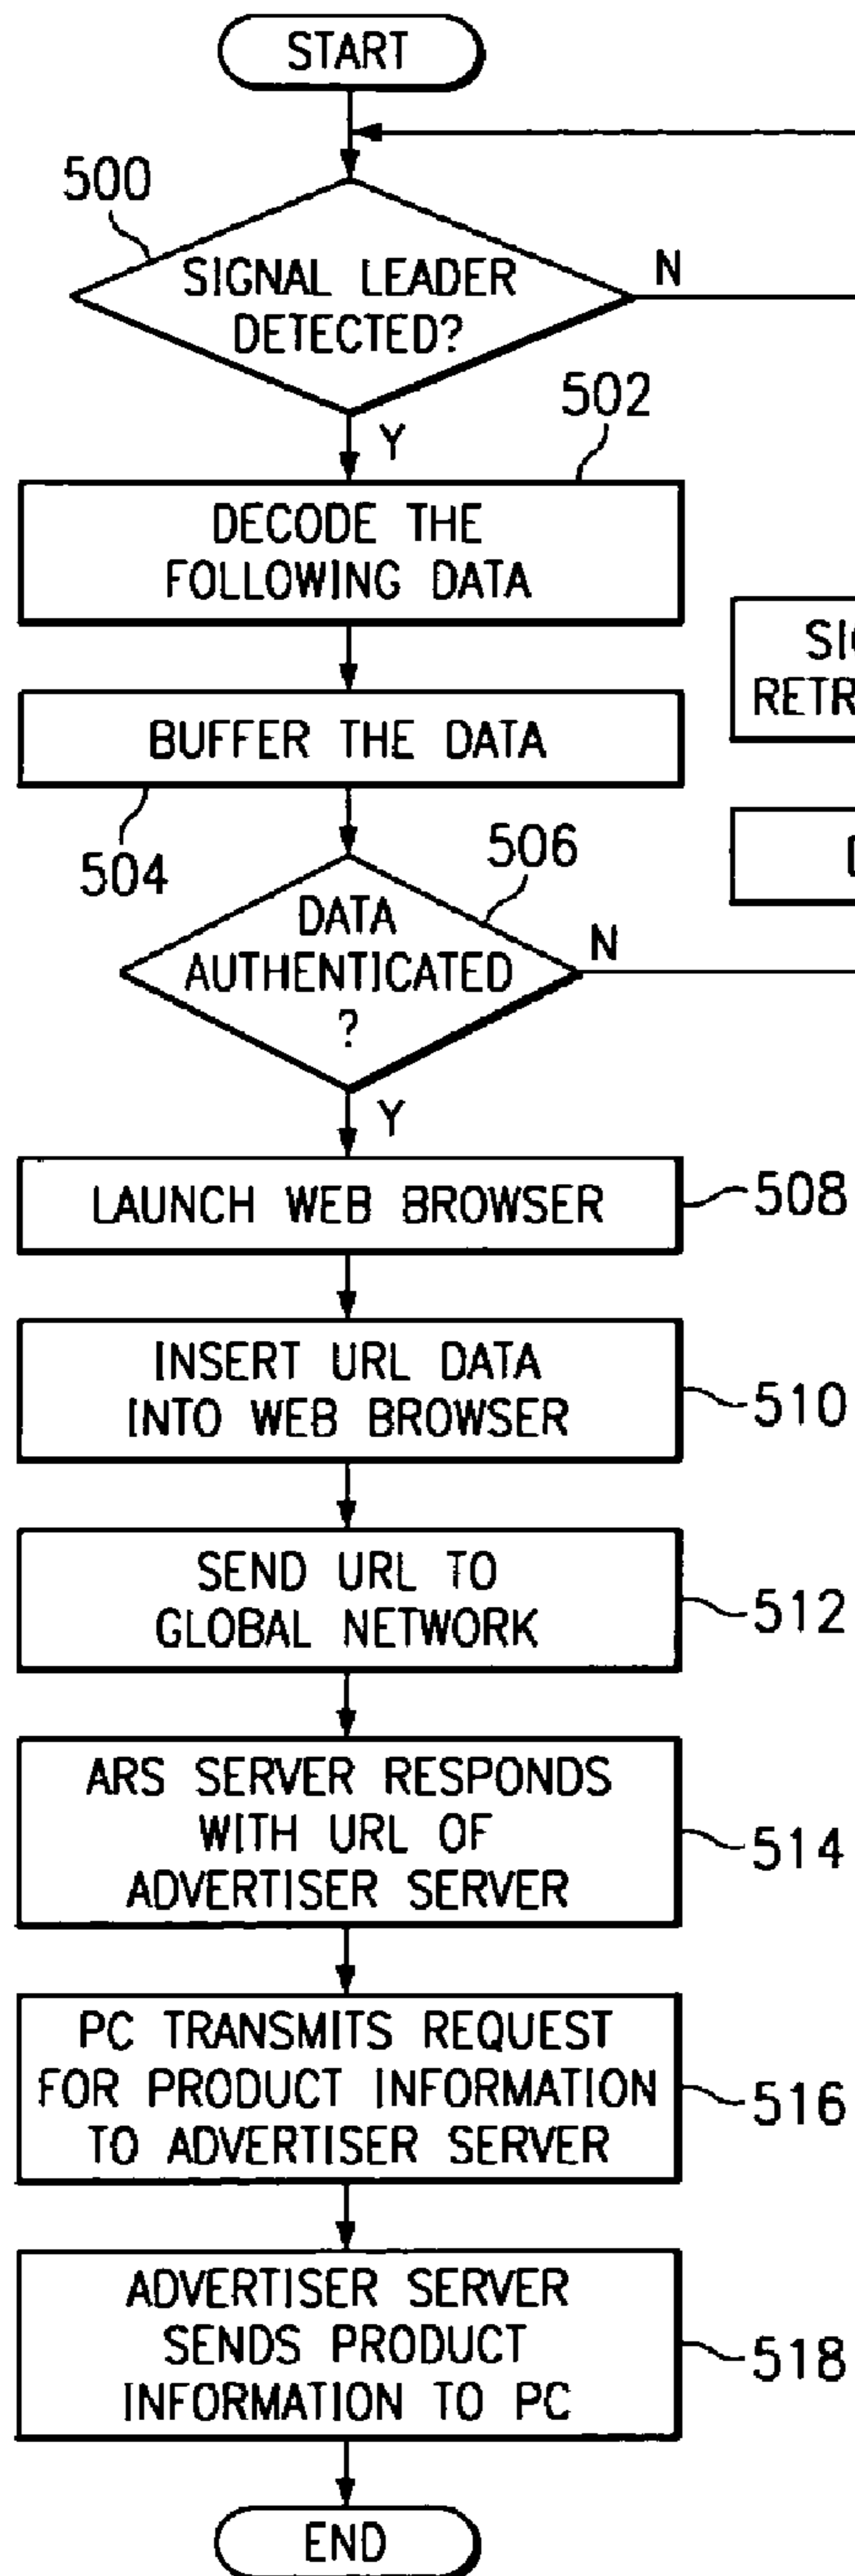 START
500
SIGNAL LEADER
DETECTED?
N
Y
502
DECODE THE
FOLLOWING DATA
BUFFER THE DATA
504
506
DATA
AUTHENTICATED
?
N
Y
LAUNCH WEB BROWSER
508
INSERT URL DATA
INTO WEB BROWSER
510
SEND URL TO
GLOBAL NETWORK
512
ARS SERVER RESPONDS
WITH URL OF
ADVERTISER SERVER
514
PC TRANSMITS REQUEST
FOR PRODUCT INFORMATION
TO ADVERTISER SERVER
516
ADVERTISER SERVER
SENDS PRODUCT
INFORMATION TO PC
518
END